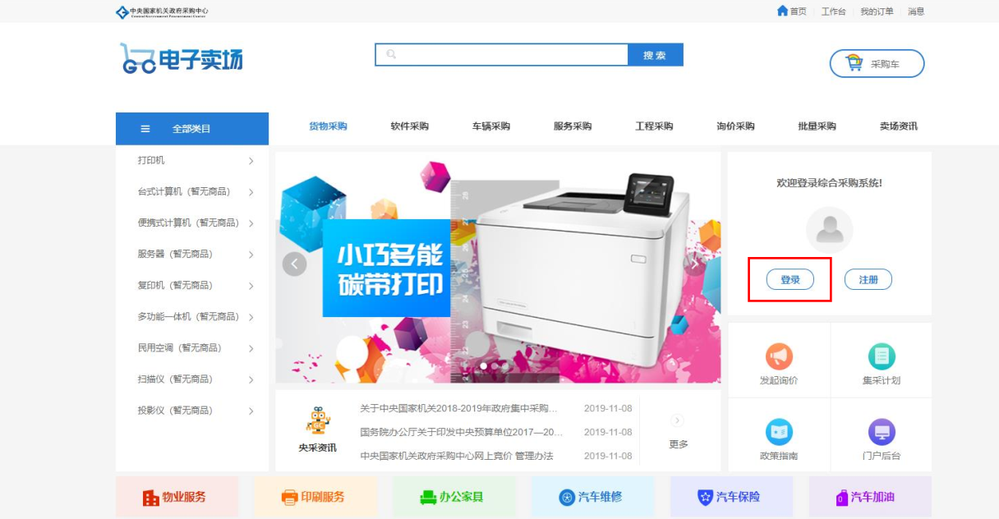 中央国家机关政府采购中心
Central Government Procurement Center
首页 工作台 我的订单 消息
电子卖场
搜索
采购车
全部类目
货物采购 软件采购 车辆采购 服务采购 工程采购 询价采购 批量采购 卖场资讯
打印机
台式计算机（暂无商品）
便携式计算机（暂无商品）
服务器（暂无商品）
复印机（暂无商品）
多功能一体机（暂无商品）
民用空调（暂无商品）
扫描仪（暂无商品）
投影仪（暂无商品）
小巧多能
碳带打印
欢迎登录综合采购系统!
登录 注册
发起询价 集采计划
政策指南 门户后台
央采资讯
关于中央国家机关2018-2019年政府集中采购... 2019-11-08
国务院办公厅关于印发中央预算单位2017—20... 2019-11-08
中央国家机关政府采购中心网上竞价 管理办法 2019-11-08
更多
物业服务 印刷服务 办公家具 汽车维修 汽车保险 汽车加油